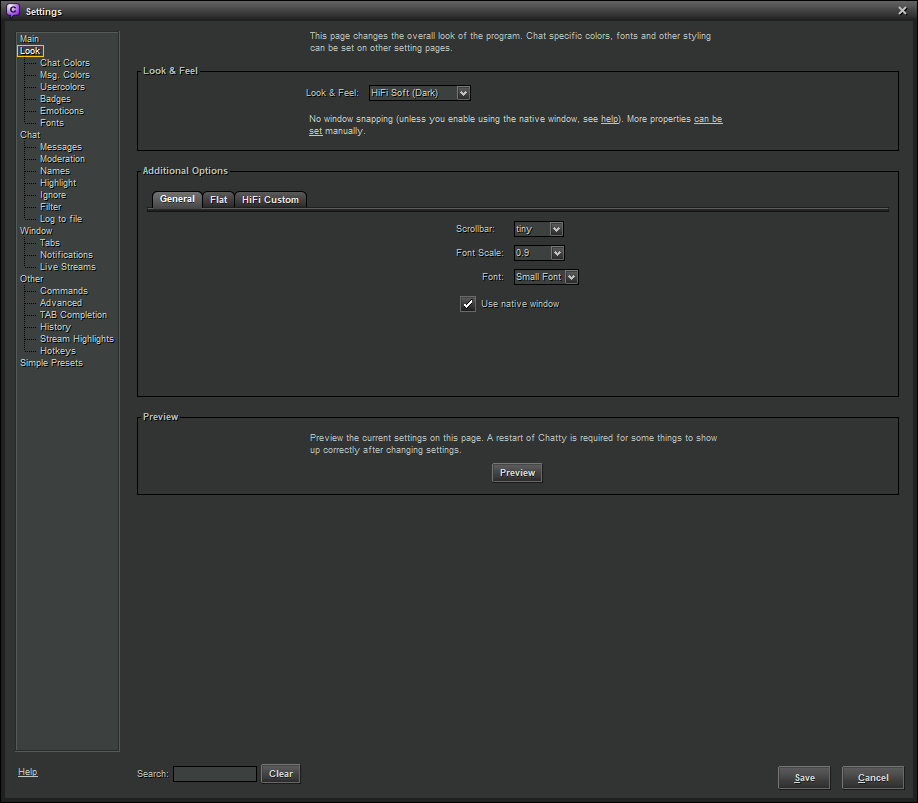 Settings
Main
Look
Chat Colors
Msg. Colors
Usercolors
Badges
Emoticons
Fonts
Chat
Messages
Moderation
Names
Highlight
Ignore
Filter
Log to file
Window
Tabs
Notifications
Live Streams
Other
Commands
Advanced
TAB Completion
History
Stream Highlights
Hotkeys
Simple Presets
This page changes the overall look of the program. Chat specific colors, fonts and other styling
can be set on other setting pages.
Look & Feel
Look & Feel: HiFi Soft (Dark)
No window snapping (unless you enable using the native window, see help). More properties can be
set manually.
Additional Options
General Flat HiFi Custom
Scrollbar: tiny
Font Scale: 0.9
Font: Small Font
Use native window
Preview
Preview the current settings on this page. A restart of Chatty is required for some things to show
up correctly after changing settings.
Preview
Help Search: Clear Save Cancel